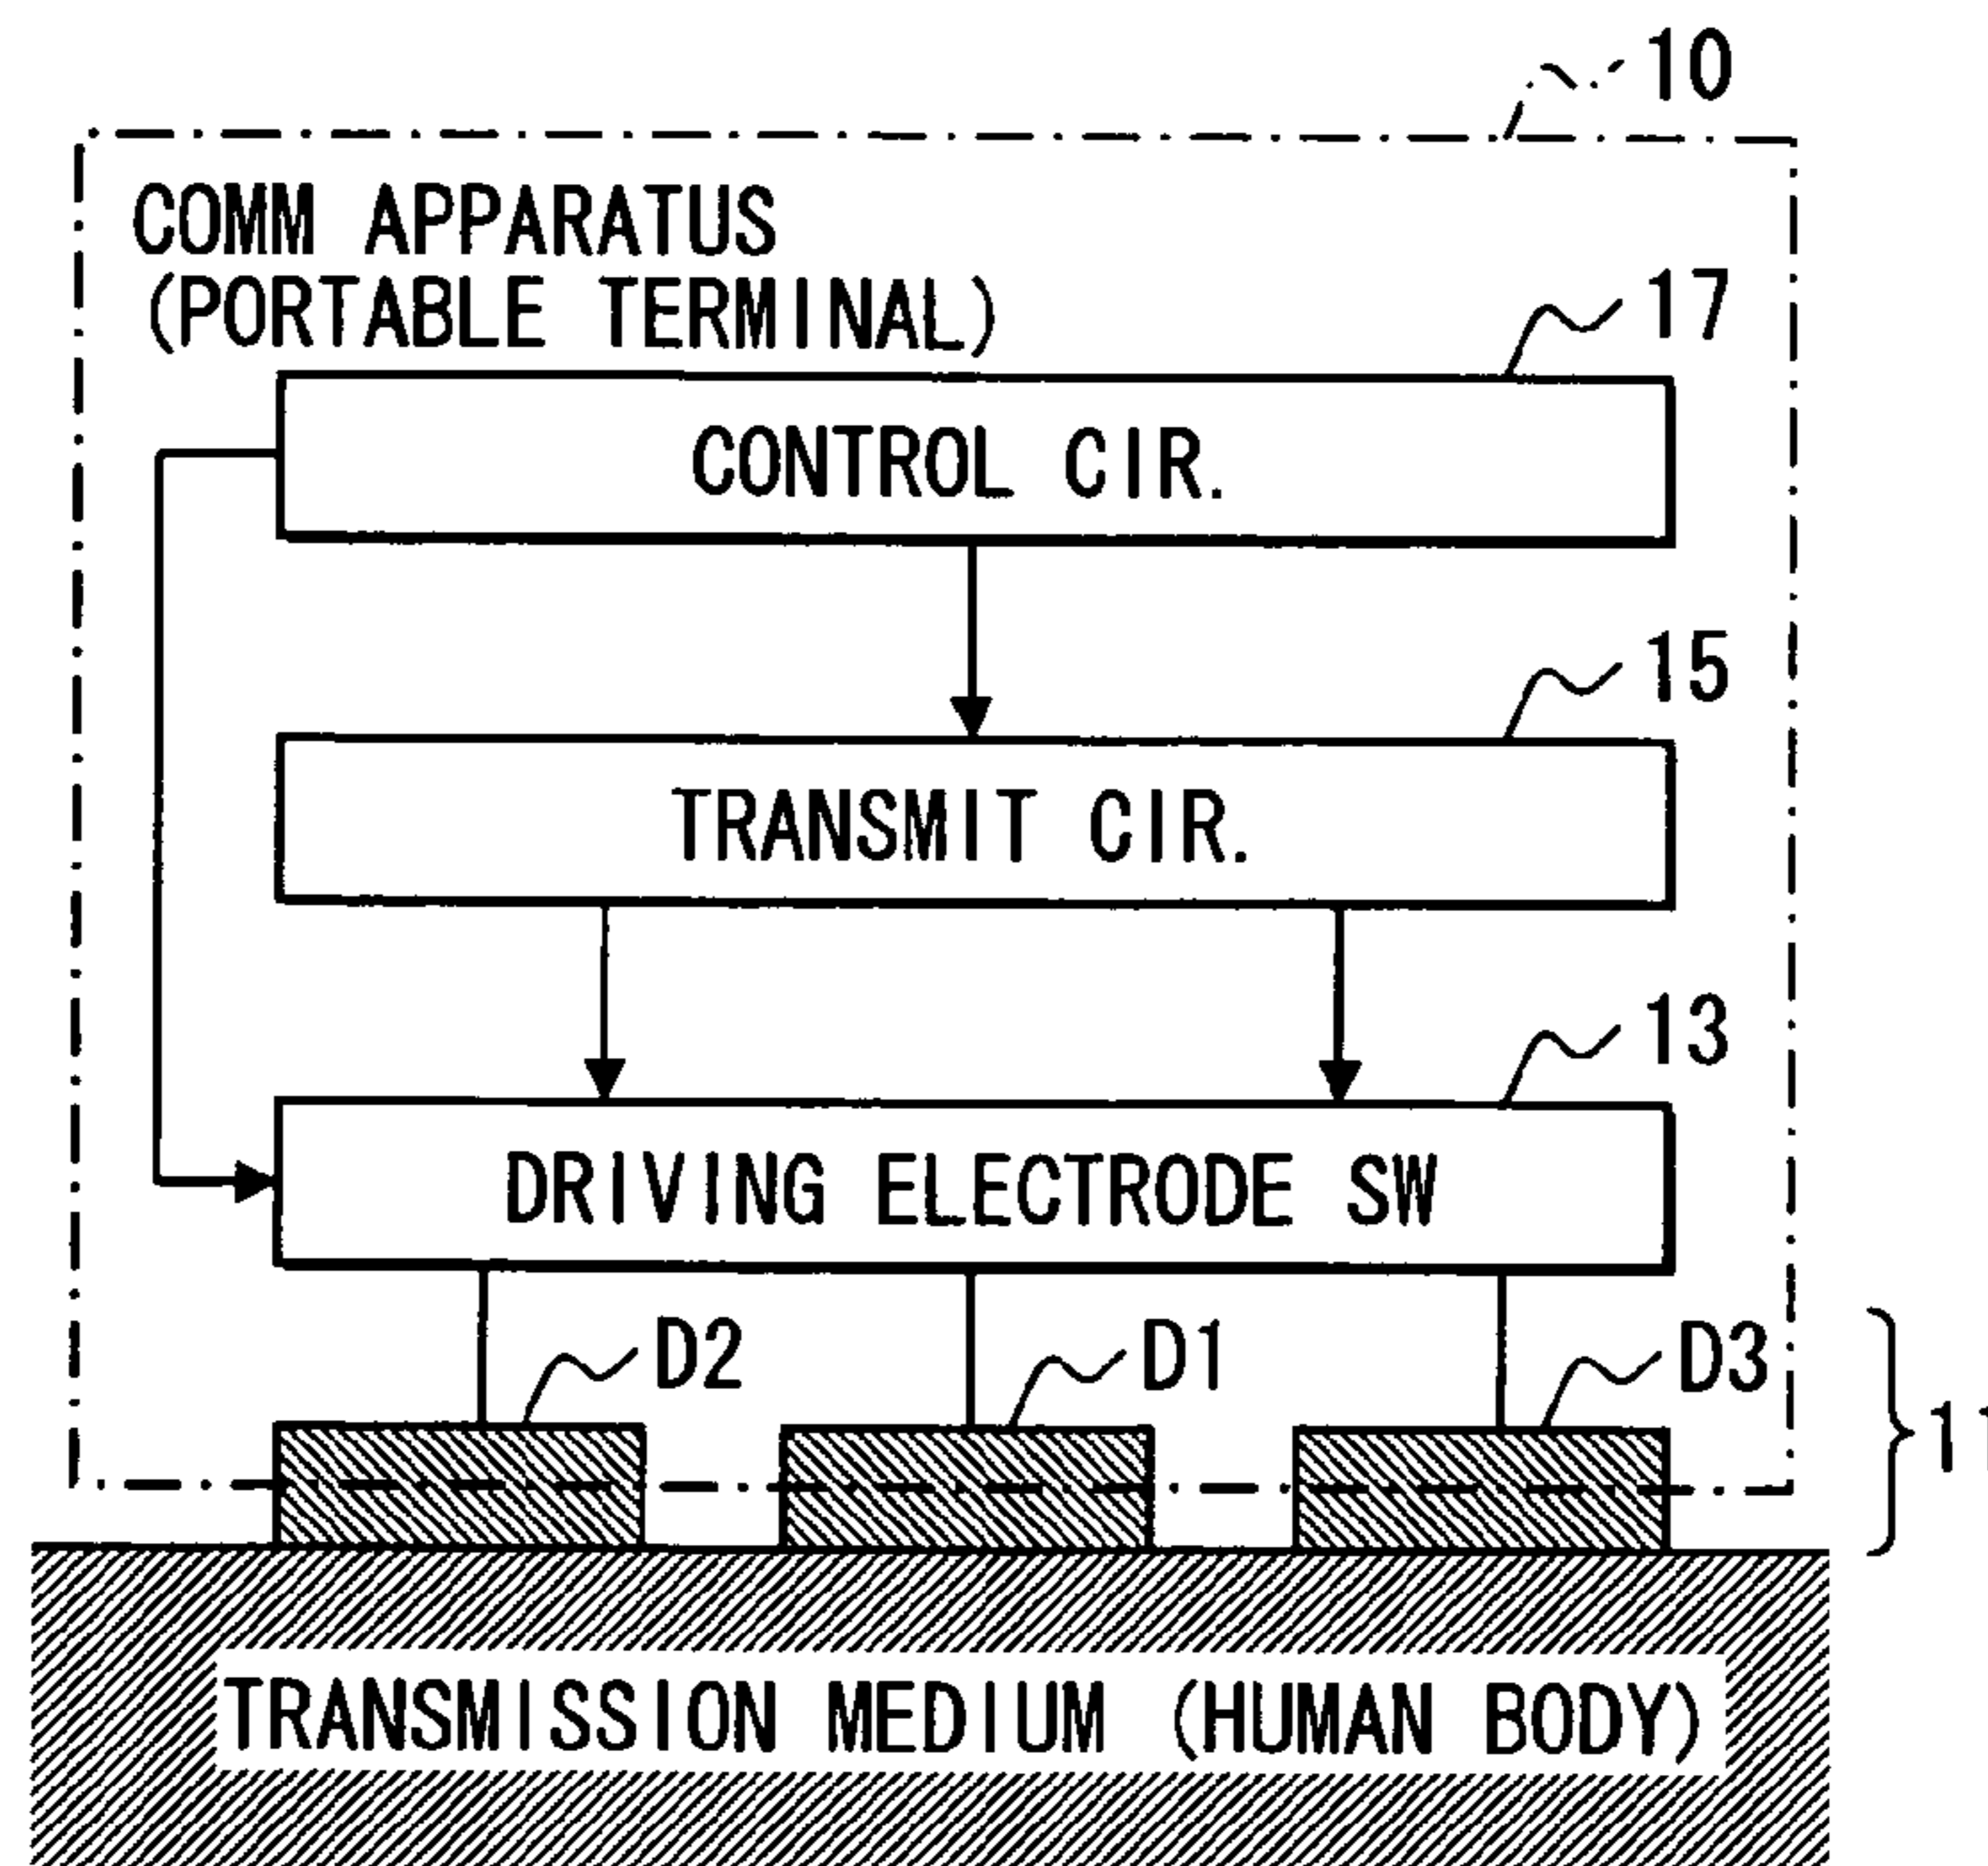 10
COMM APPARATUS
(PORTABLE TERMINAL)
17
CONTROL CIR.
15
TRANSMIT CIR.
13
DRIVING ELECTRODE SW
D2
D1
D3
11
TRANSMISSION MEDIUM (HUMAN BODY)